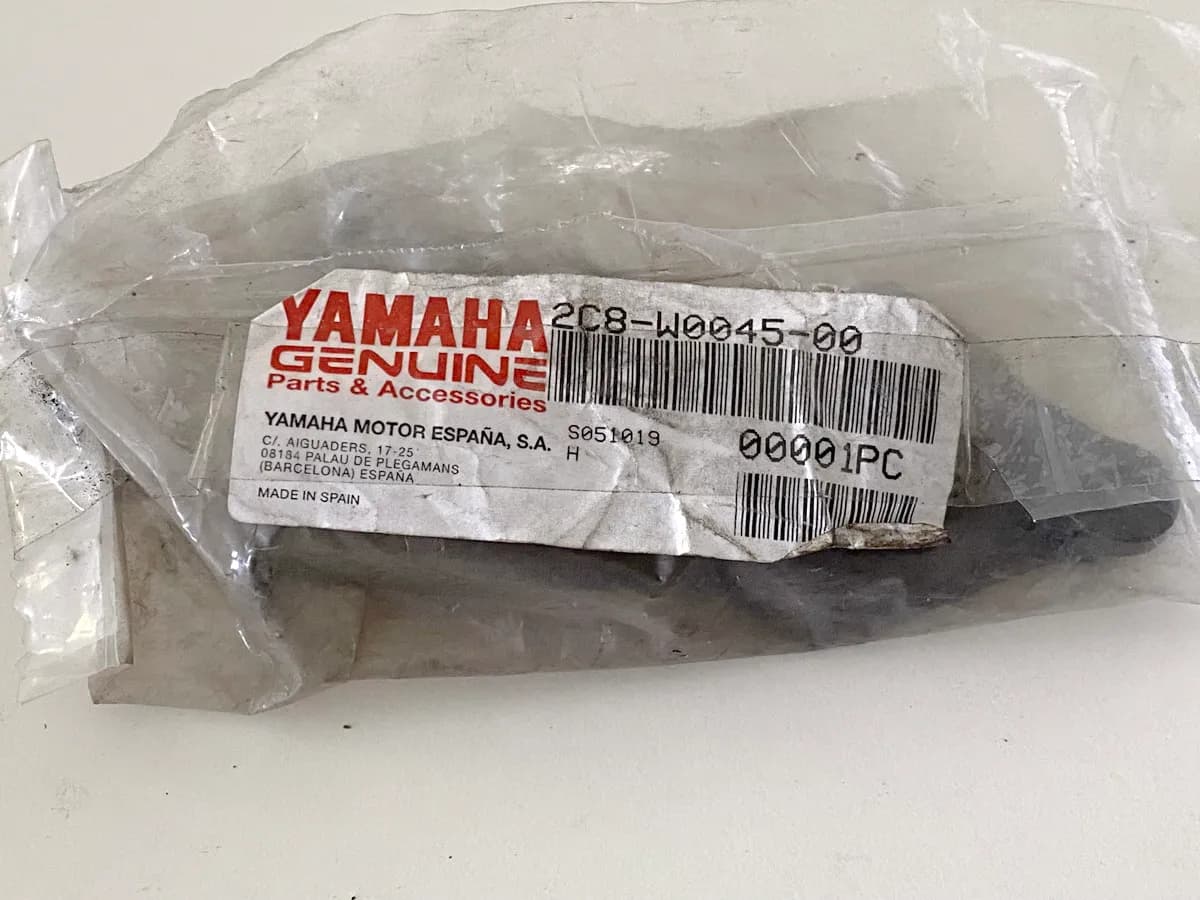 YAMAHA
GENUINE
Parts & Accessories
YAMAHA MOTOR ESPAÑA, S.A.
C/. AIGUADERS, 17-25
08184 PALAU DE PLEGAMANS
(BARCELONA) ESPAÑA
MADE IN SPAIN
2C8-W0045-00
S051019
H
00001PC